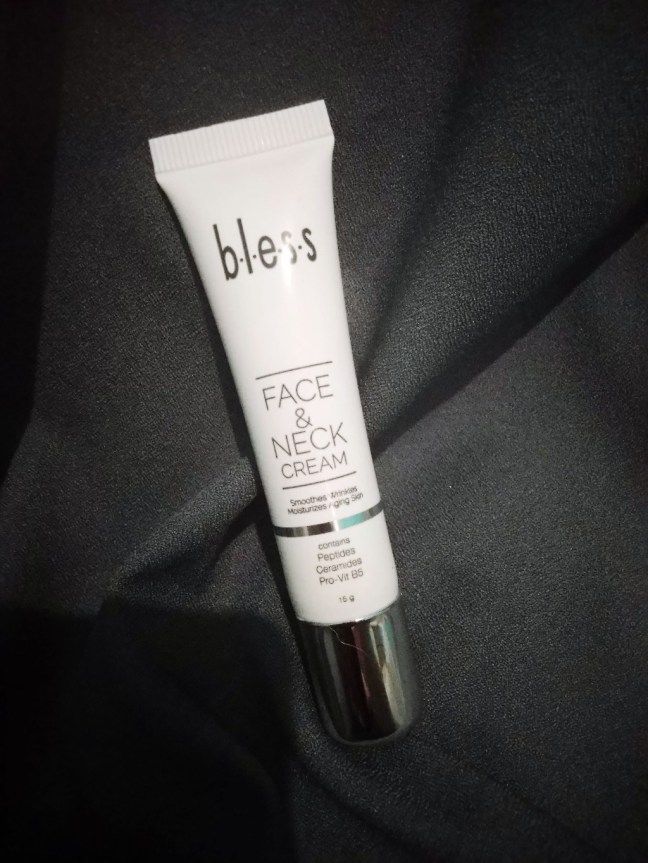 b·l·e·s·s
FACE
&
NECK
CREAM
Smoothes Wrinkles
Moisturizes Aging Skin
contains
Peptides
Ceramides
Pro-Vit B5
15 g